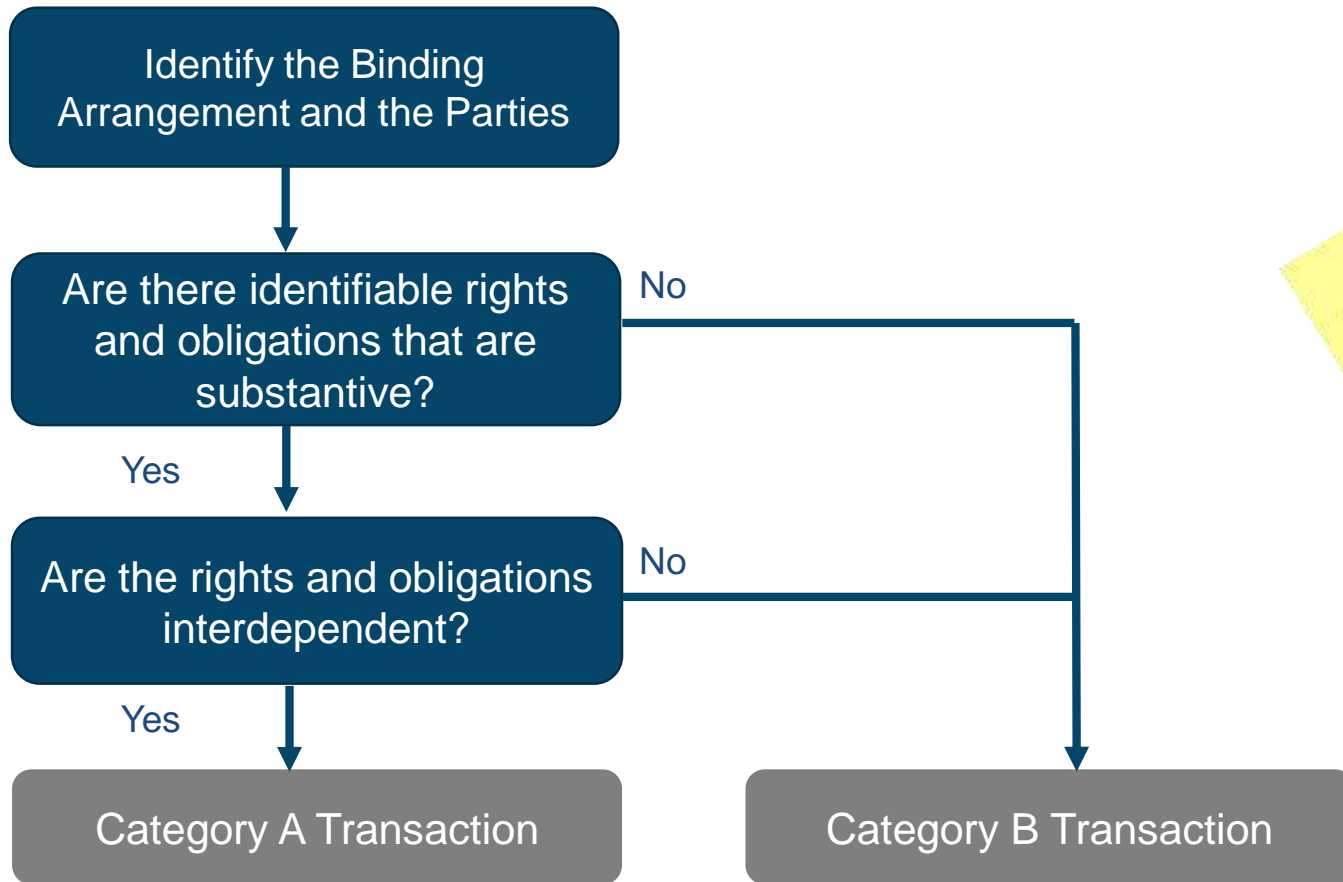 Identify the Binding
Arrangement and the Parties
Are there identifiable rights
and obligations that are
substantive?
No
Yes
Are the rights and obligations
interdependent?
No
Yes
Category A Transaction
Category B Transaction